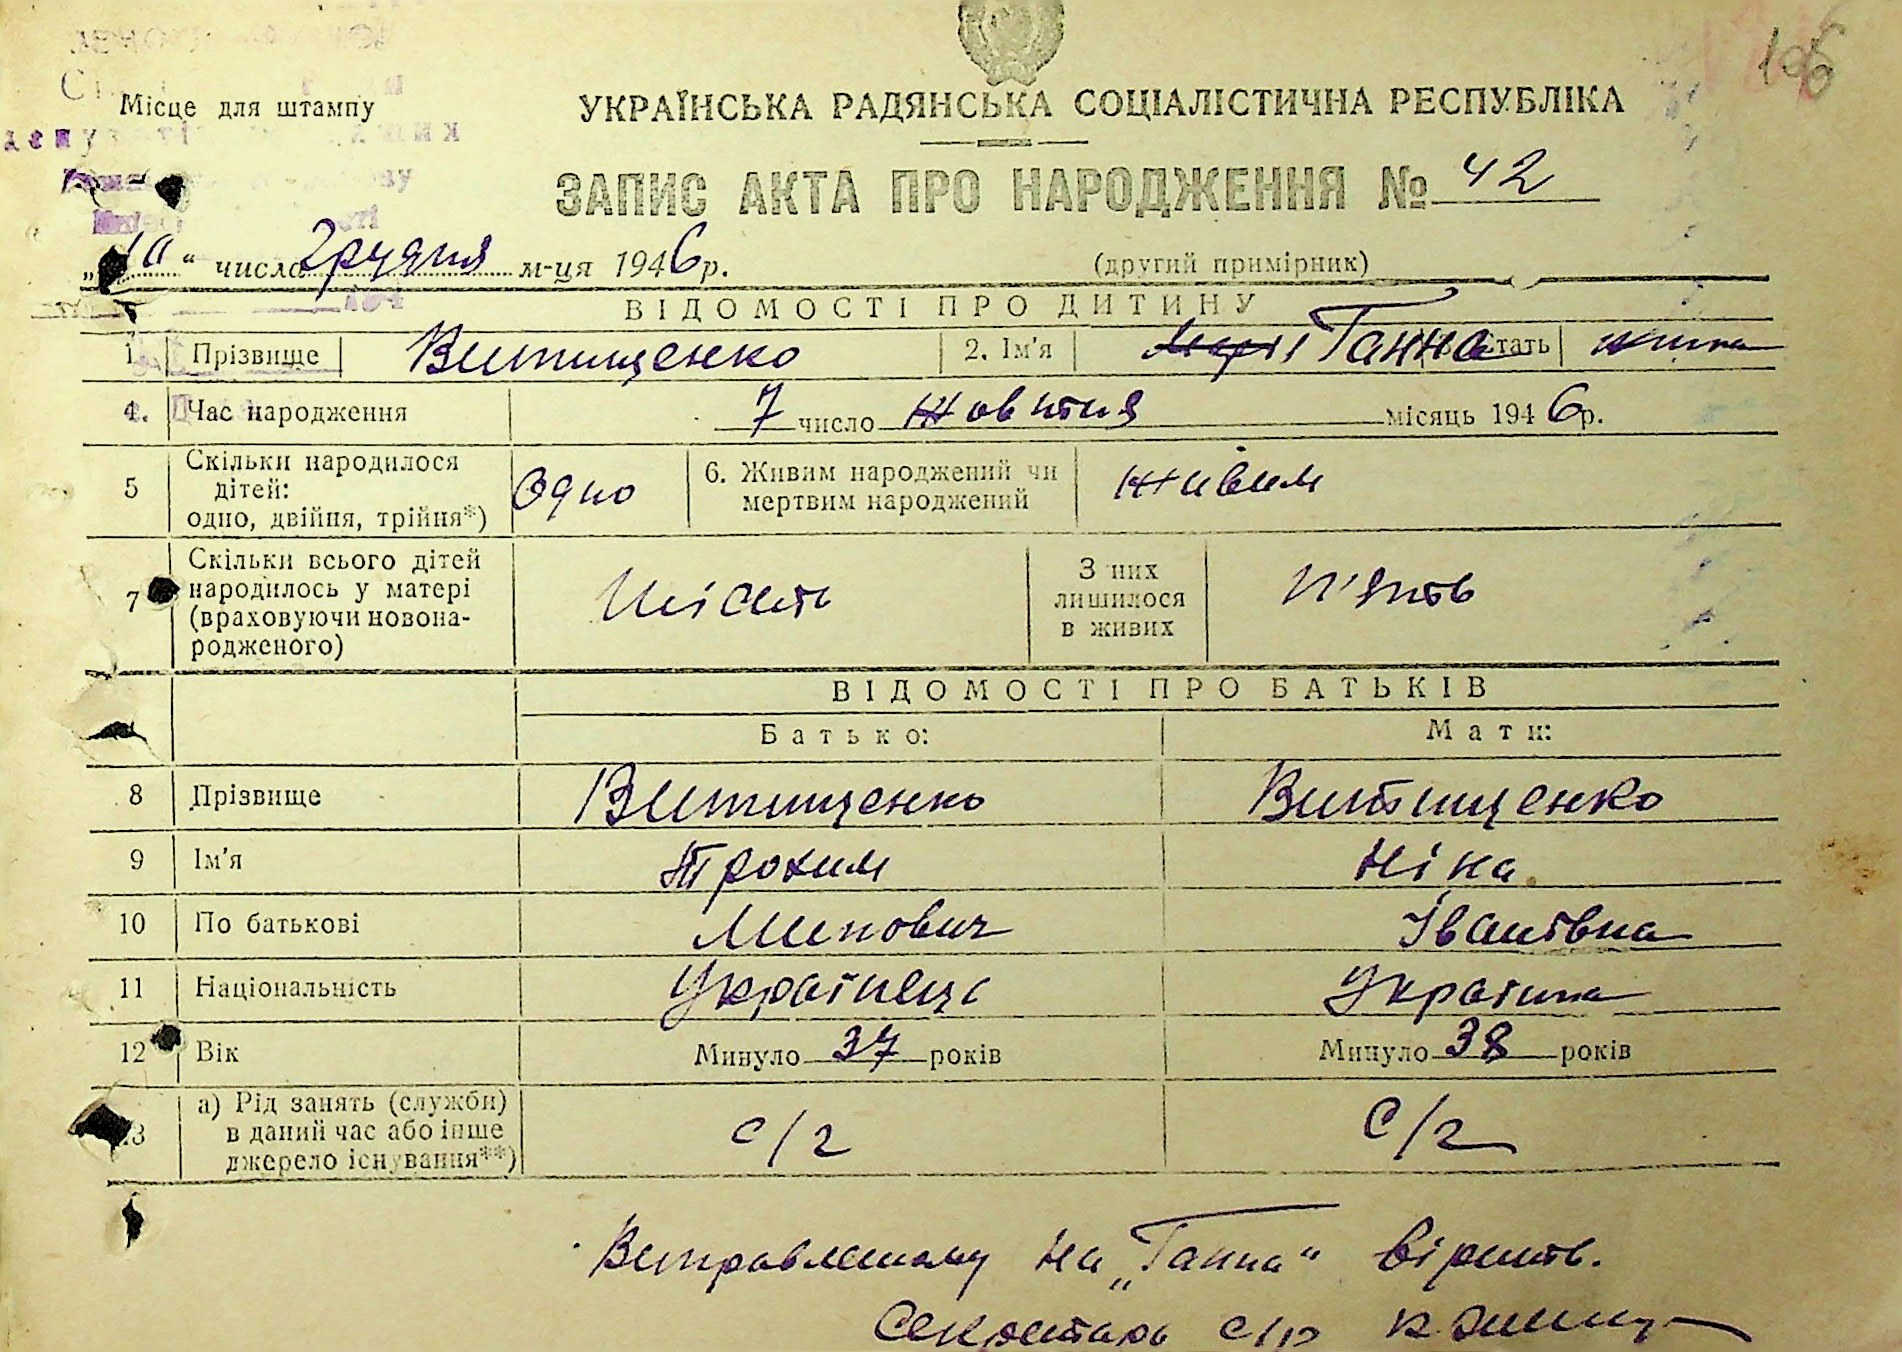 106
Місце для штампу
УКРАЇНСЬКА РАДЯНСЬКА СОЦІАЛІСТИЧНА РЕСПУБЛІКА
ЗАПИС АКТА ПРО НАРОДЖЕННЯ № 42
„10“ числа Грудня м-ця 1946 р.
(другий примірник)
ВІДОМОСТІ ПРО ДИТИНУ
1. Прізвище Витищенко 2. Ім'я Ганна Стать жінка
4. Час народження 7 число жовтня місяць 1946 р.
5 Скільки народилося дітей: одно, двійня, трійня*) Одно 6. Живим народжений чи мертвим народжений живим
7 Скільки всього дітей народилось у матері (враховуючи новонародженого) Шість З них лишилося в живих п'ять
ВІДОМОСТІ ПРО БАТЬКІВ
Батько: Мати:
8 Прізвище Витищенко Витищенко
9 Ім'я Трохим Ніна
10 По батькові Минович Іванівна
11 Національність Українець Українка
12 Вік Минуло 37 років Минуло 38 років
13 а) Рід занять (служби) в даний час або інше джерело існування**) с/г с/г
Виправленому на „Ганна“ вірить.
Секретарь с/р